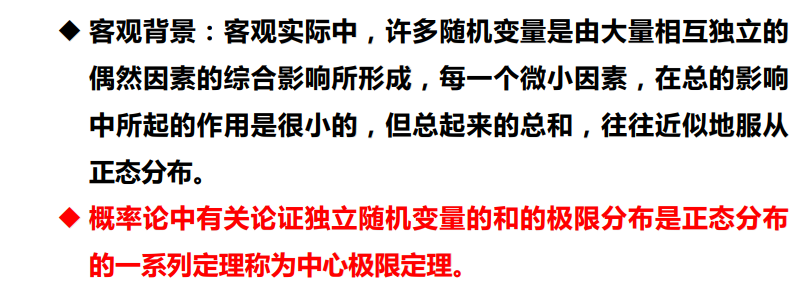 ◆ 客观背景：客观实际中，许多随机变量是由大量相互独立的
偶然因素的综合影响所形成，每一个微小因素，在总的影响
中所起的作用是很小的，但总起来的总和，往往近似地服从
正态分布。
◆ 概率论中有关论证独立随机变量的和的极限分布是正态分布
的一系列定理称为中心极限定理。